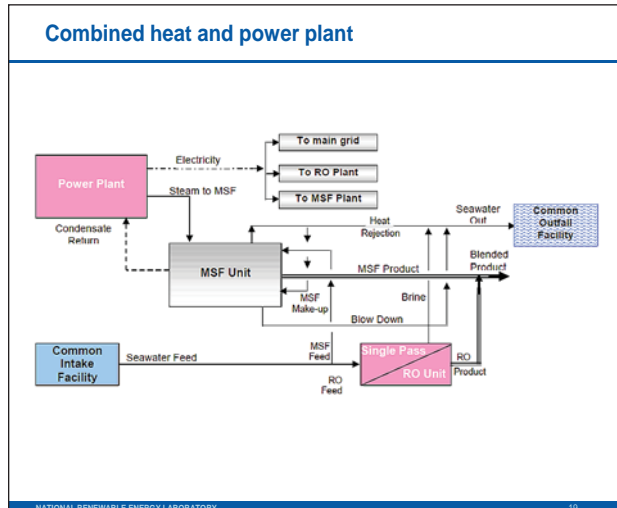 Combined heat and power plant
To main grid
Electricity
Power Plant
To RO Plant
Steam to MSF
To MSF Plant
Condensate
Return
Heat
Rejection
Seawater
Out
Common
Outfall
Facility
MSF Unit
MSF Product
Blended
Product
MSF
Make-up
Brine
Blow Down
Common
Intake
Facility
Seawater Feed
MSF
Feed
Single Pass
RO Unit
RO
Product
RO
Feed
NATIONAL RENEWABLE ENERGY LABORATORY
19